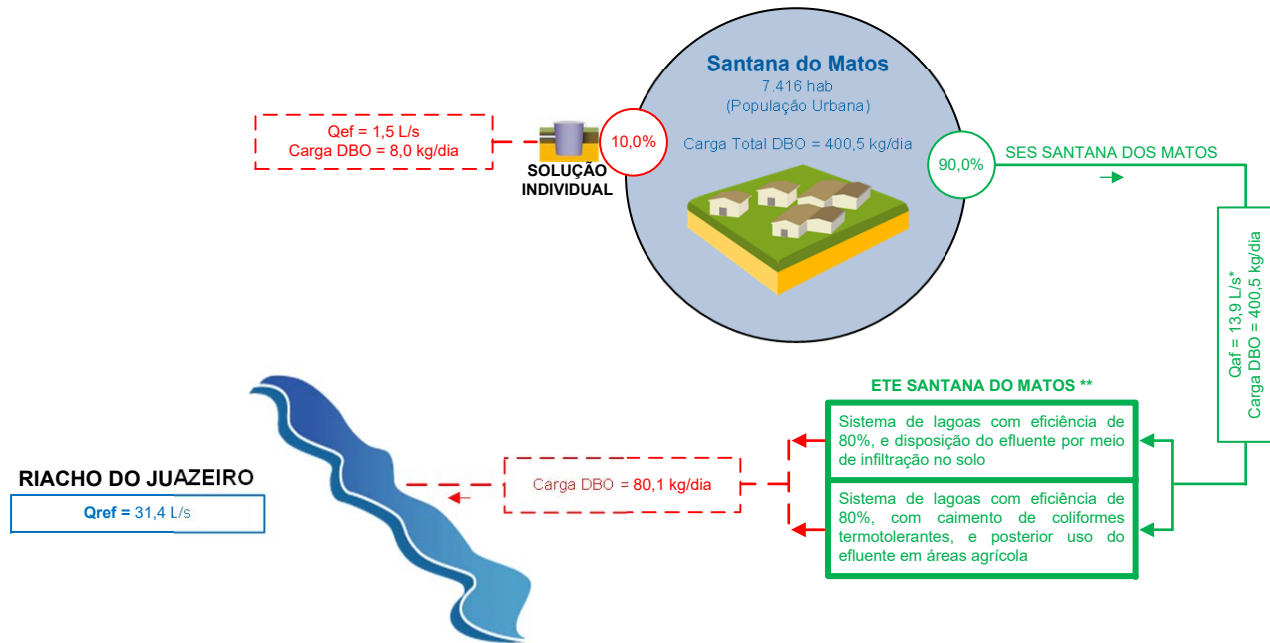 Santana do Matos
7.416 hab
(População Urbana)
Carga Total DBO = 400,5 kg/dia
Qef = 1,5 L/s
Carga DBO = 8,0 kg/dia
SOLUÇÃO
INDIVIDUAL
10,0%
90,0%
SES SANTANA DOS MATOS
Qaf = 13,9 L/s*
Carga DBO = 400,5 kg/dia
ETE SANTANA DO MATOS **
Sistema de lagoas com eficiência de
80%, e disposição do efluente por meio
de infiltração no solo
Sistema de lagoas com eficiência de
80%, com caimento de coliformes
termotolerantes, e posterior uso do
efluente em áreas agrícola
Carga DBO = 80,1 kg/dia
RIACHO DO JUAZEIRO
Qref = 31,4 L/s